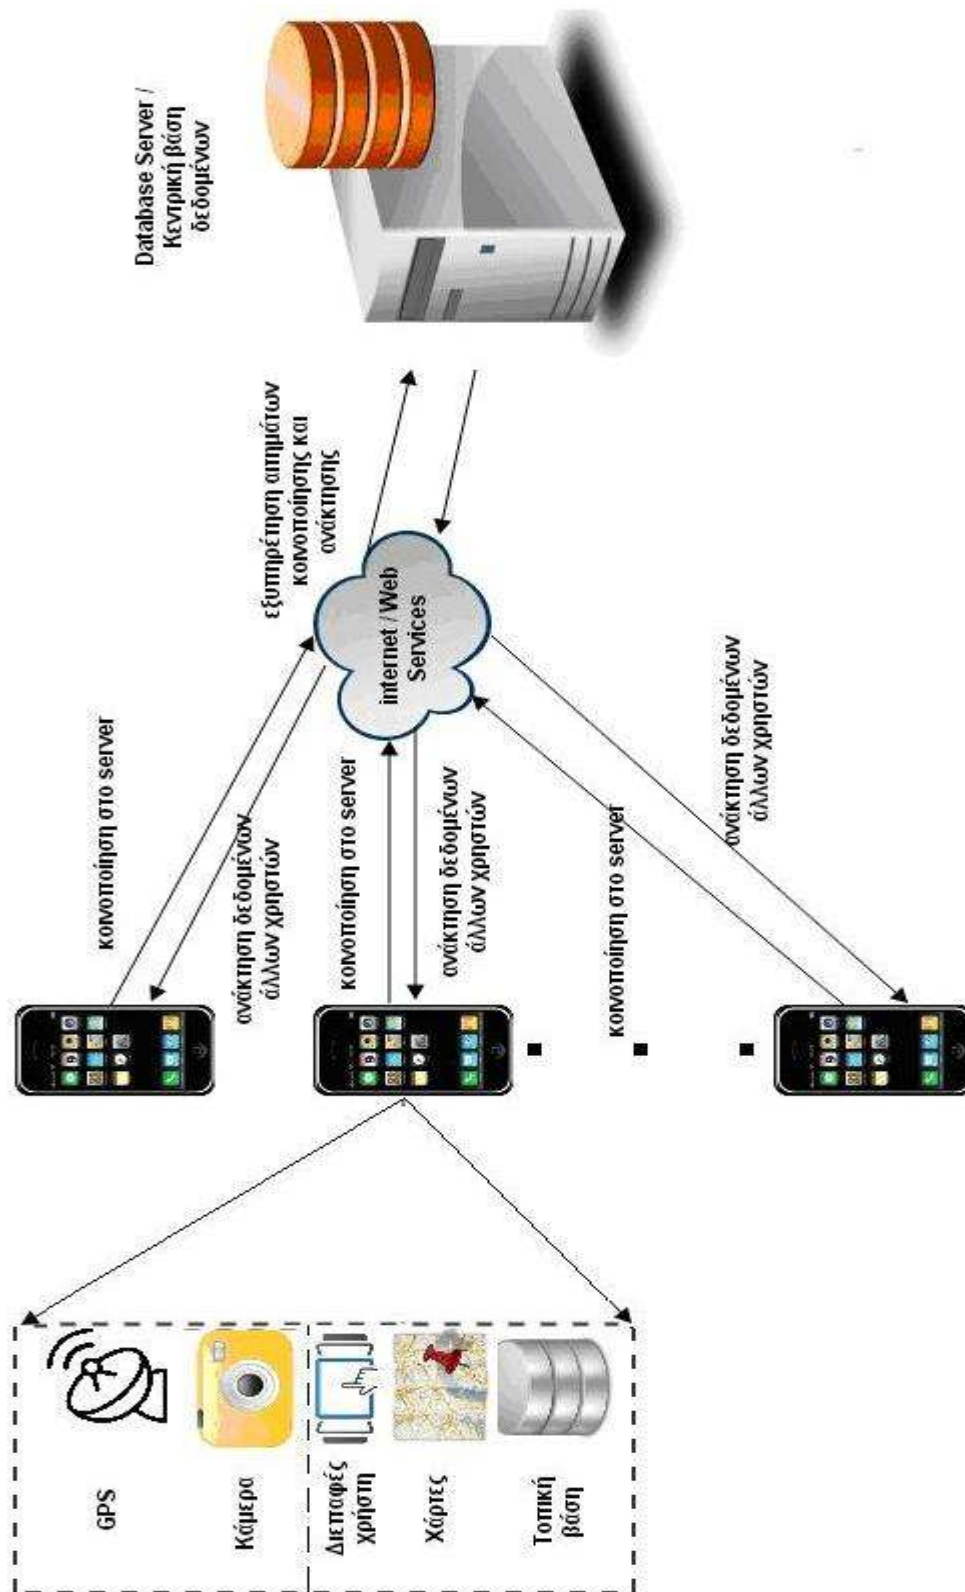 GPS
Κάμερα
Διεπαφές
χρήστη
Χάρτες
Τοπική
βάση
κοινοποίηση στο server
ανάκτηση δεδομένων
άλλων χρηστών
κοινοποίηση στο server
ανάκτηση δεδομένων
άλλων χρηστών
κοινοποίηση στο server
ανάκτηση δεδομένων
άλλων χρηστών
internet / Web
Services
εξυπηρέτηση αιτημάτων
κοινοποίησης και
ανάκτησης
Database Server /
Κεντρική βάση
δεδομένων